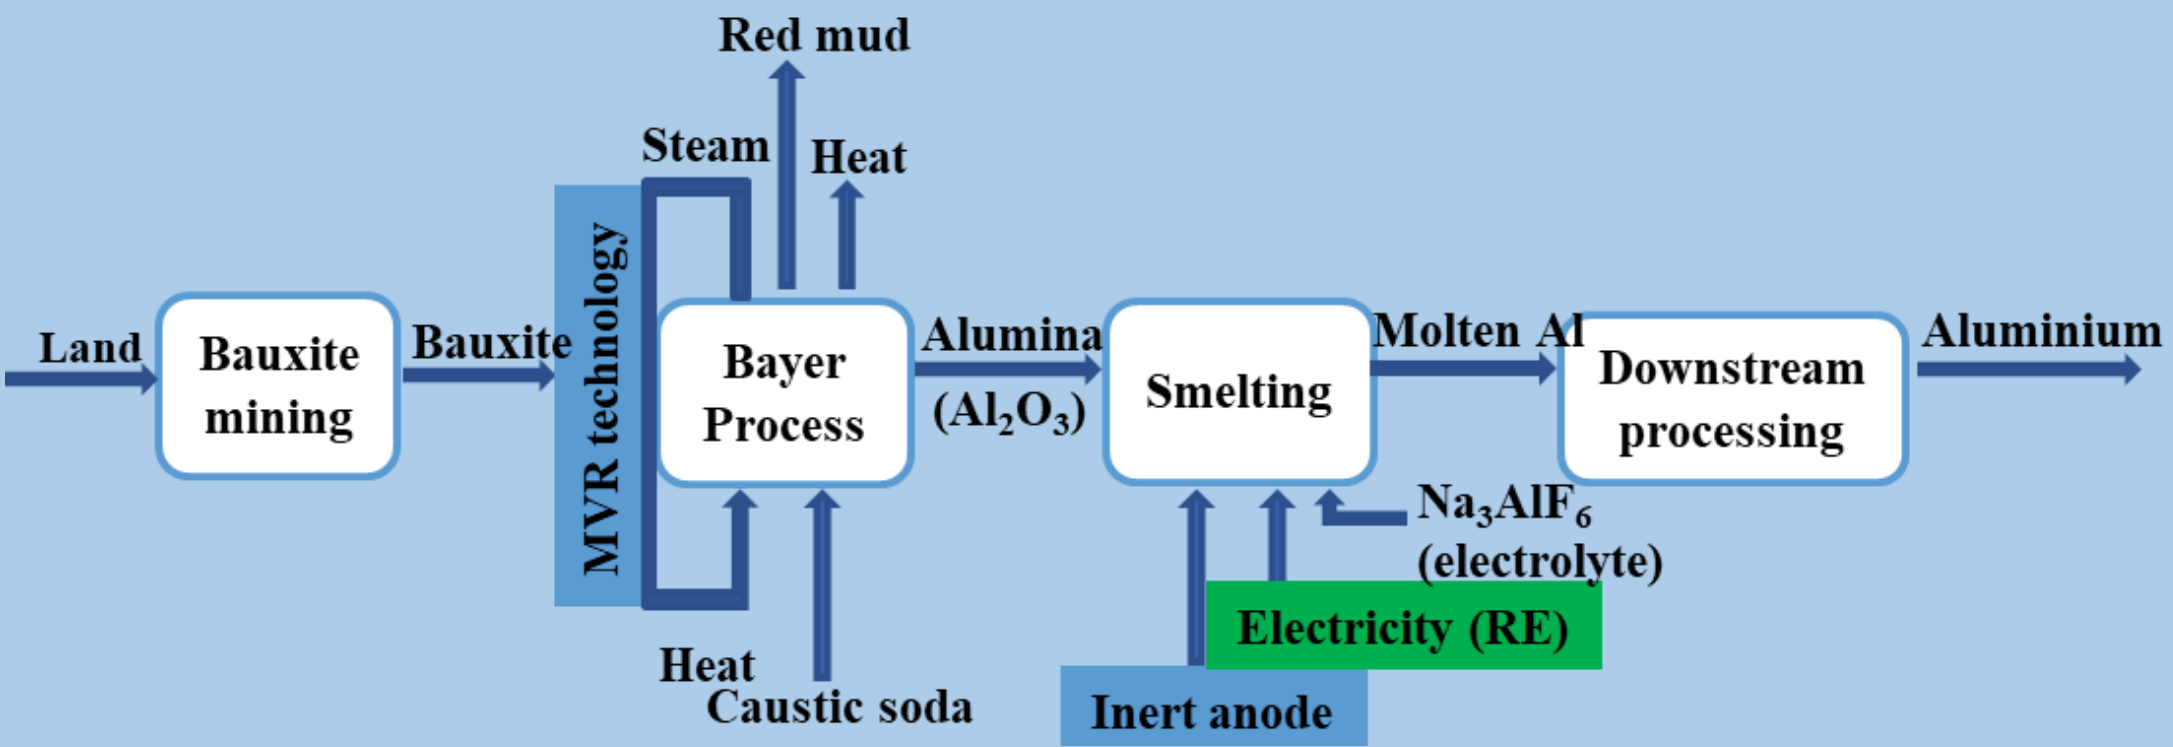 Red mud
Steam
Heat
MVR technology
Land
Bauxite
mining
Bauxite
Bayer
Process
Alumina
(Al₂O₃)
Smelting
Molten Al
Downstream
processing
Aluminium
Na₃AlF₆
(electrolyte)
Electricity (RE)
Heat
Caustic soda
Inert anode